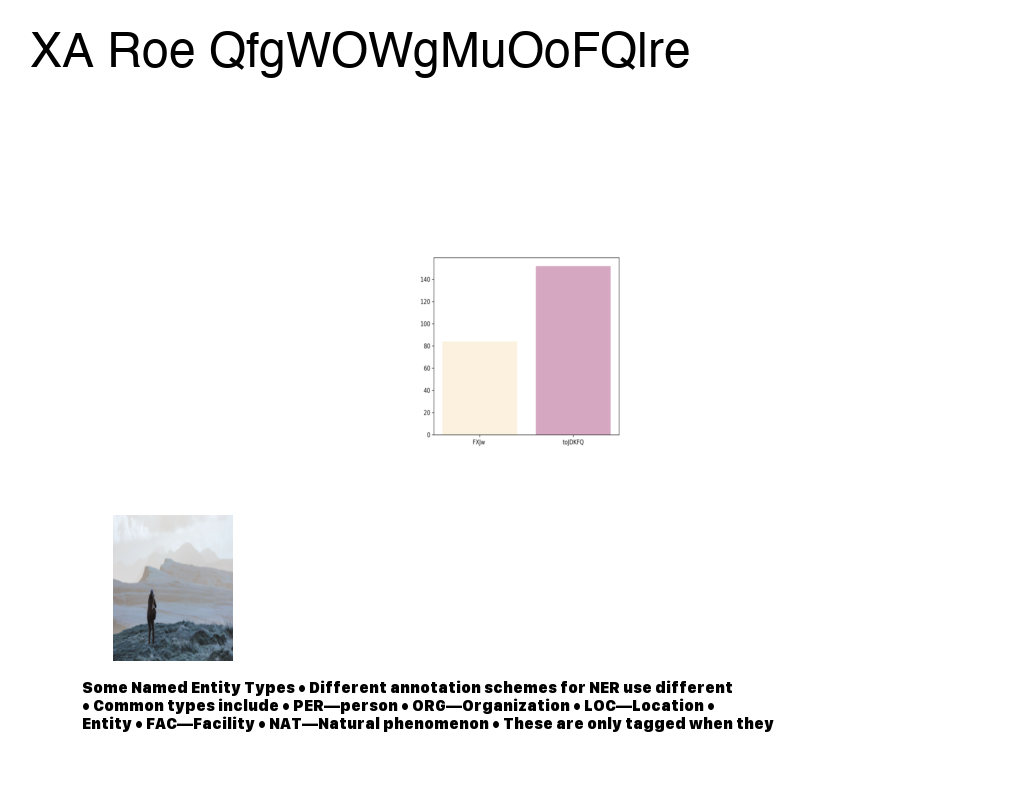 XA Roe QfgWOWgMuOoFQlre
140
120
100
80
60
40
20
0
FXJw
toJDKFQ
Some Named Entity Types • Different annotation schemes for NER use different
• Common types include • PER—person • ORG—Organization • LOC—Location •
Entity • FAC—Facility • NAT—Natural phenomenon • These are only tagged when they